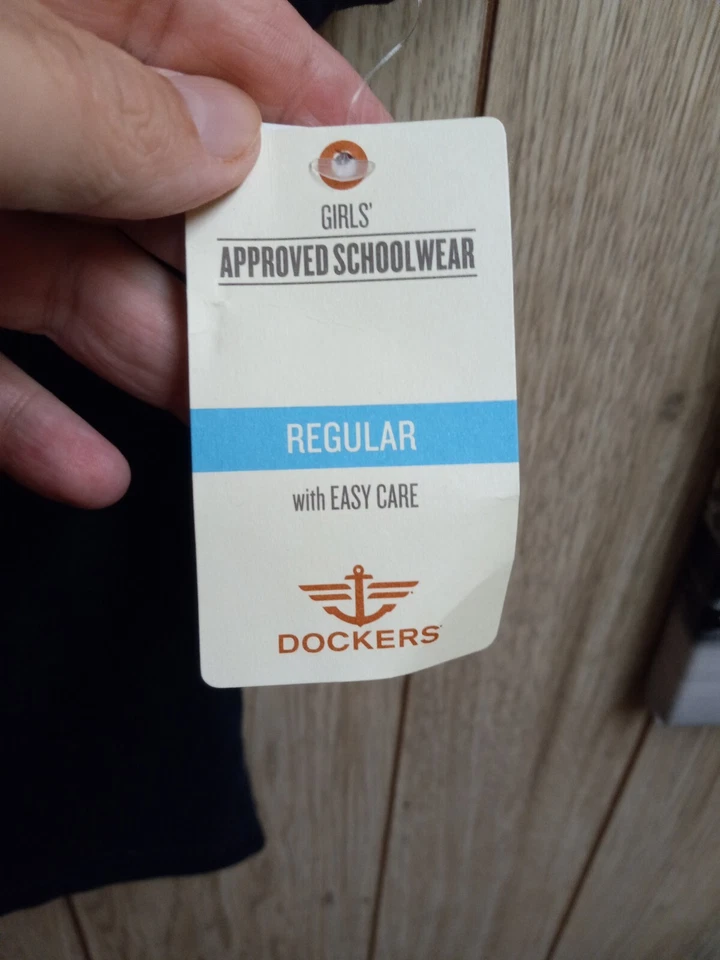 GIRLS'
APPROVED SCHOOLWEAR
REGULAR
with EASY CARE
DOCKERS